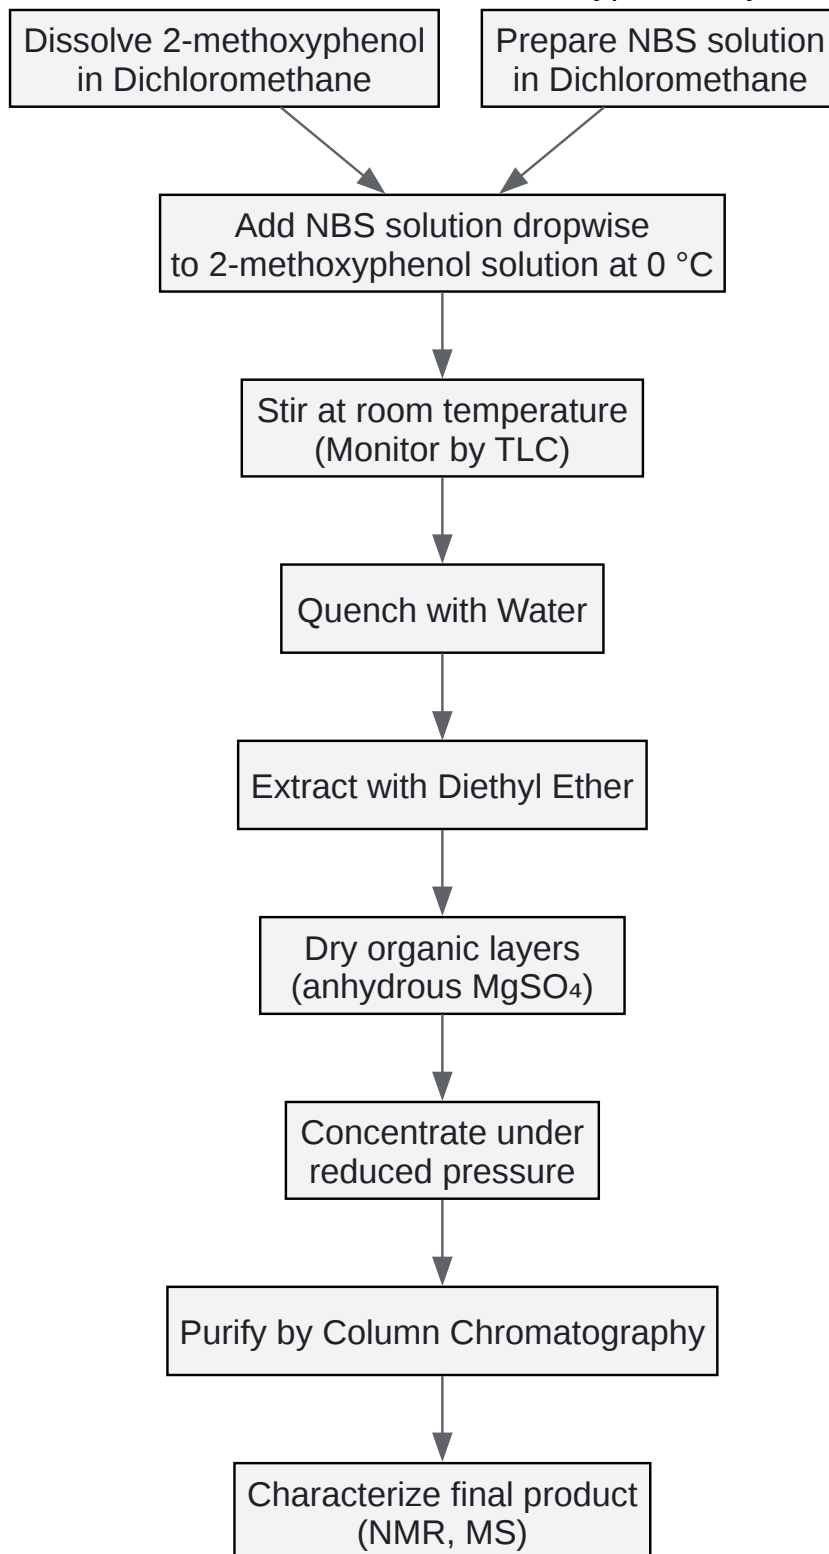 Dissolve 2-methoxyphenol
in Dichloromethane
Prepare NBS solution
in Dichloromethane
Add NBS solution dropwise
to 2-methoxyphenol solution at 0 °C
Stir at room temperature
(Monitor by TLC)
Quench with Water
Extract with Diethyl Ether
Dry organic layers
(anhydrous MgSO₄)
Concentrate under
reduced pressure
Purify by Column Chromatography
Characterize final product
(NMR, MS)